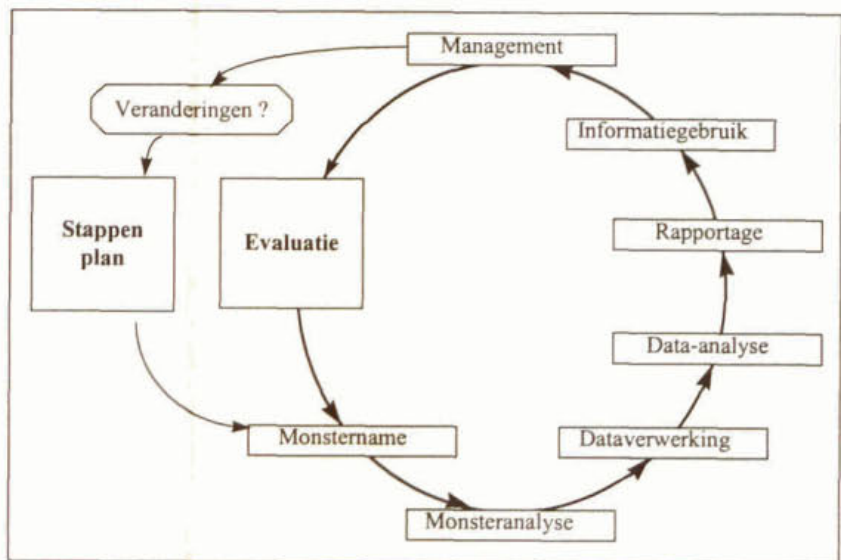 Management
Veranderingen ?
Informatiegebruik
Stappen
plan
Evaluatie
Rapportage
Data-analyse
Monstername
Dataverwerking
Monsteranalyse